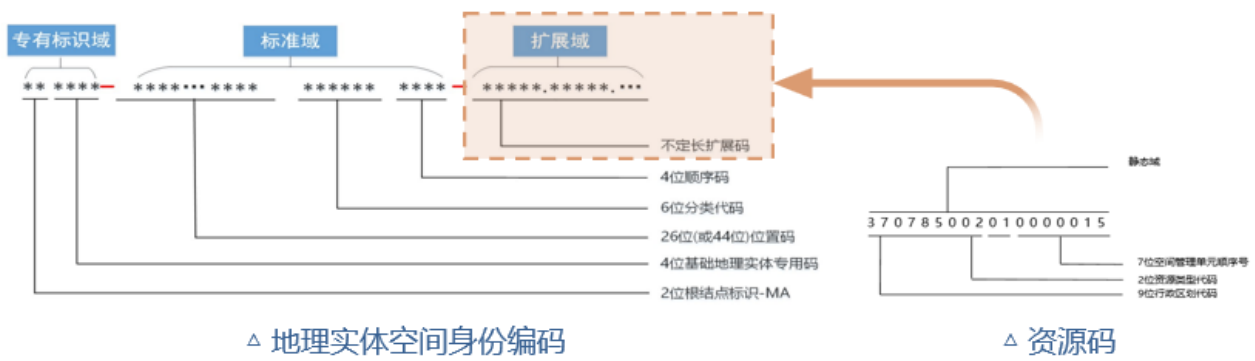 专有标识域 标准域 扩展域
** ****- ****···**** ****** ****- *****.*****.···
不定长扩展码
4位顺序码
6位分类代码
26位(或44位)位置码
4位基础地理实体专用码
2位根结点标识-MA
△ 地理实体空间身份编码
静态域
370785002010000015
7位空间管理单元顺序号
2位资源类型代码
9位行政区划代码
△ 资源码